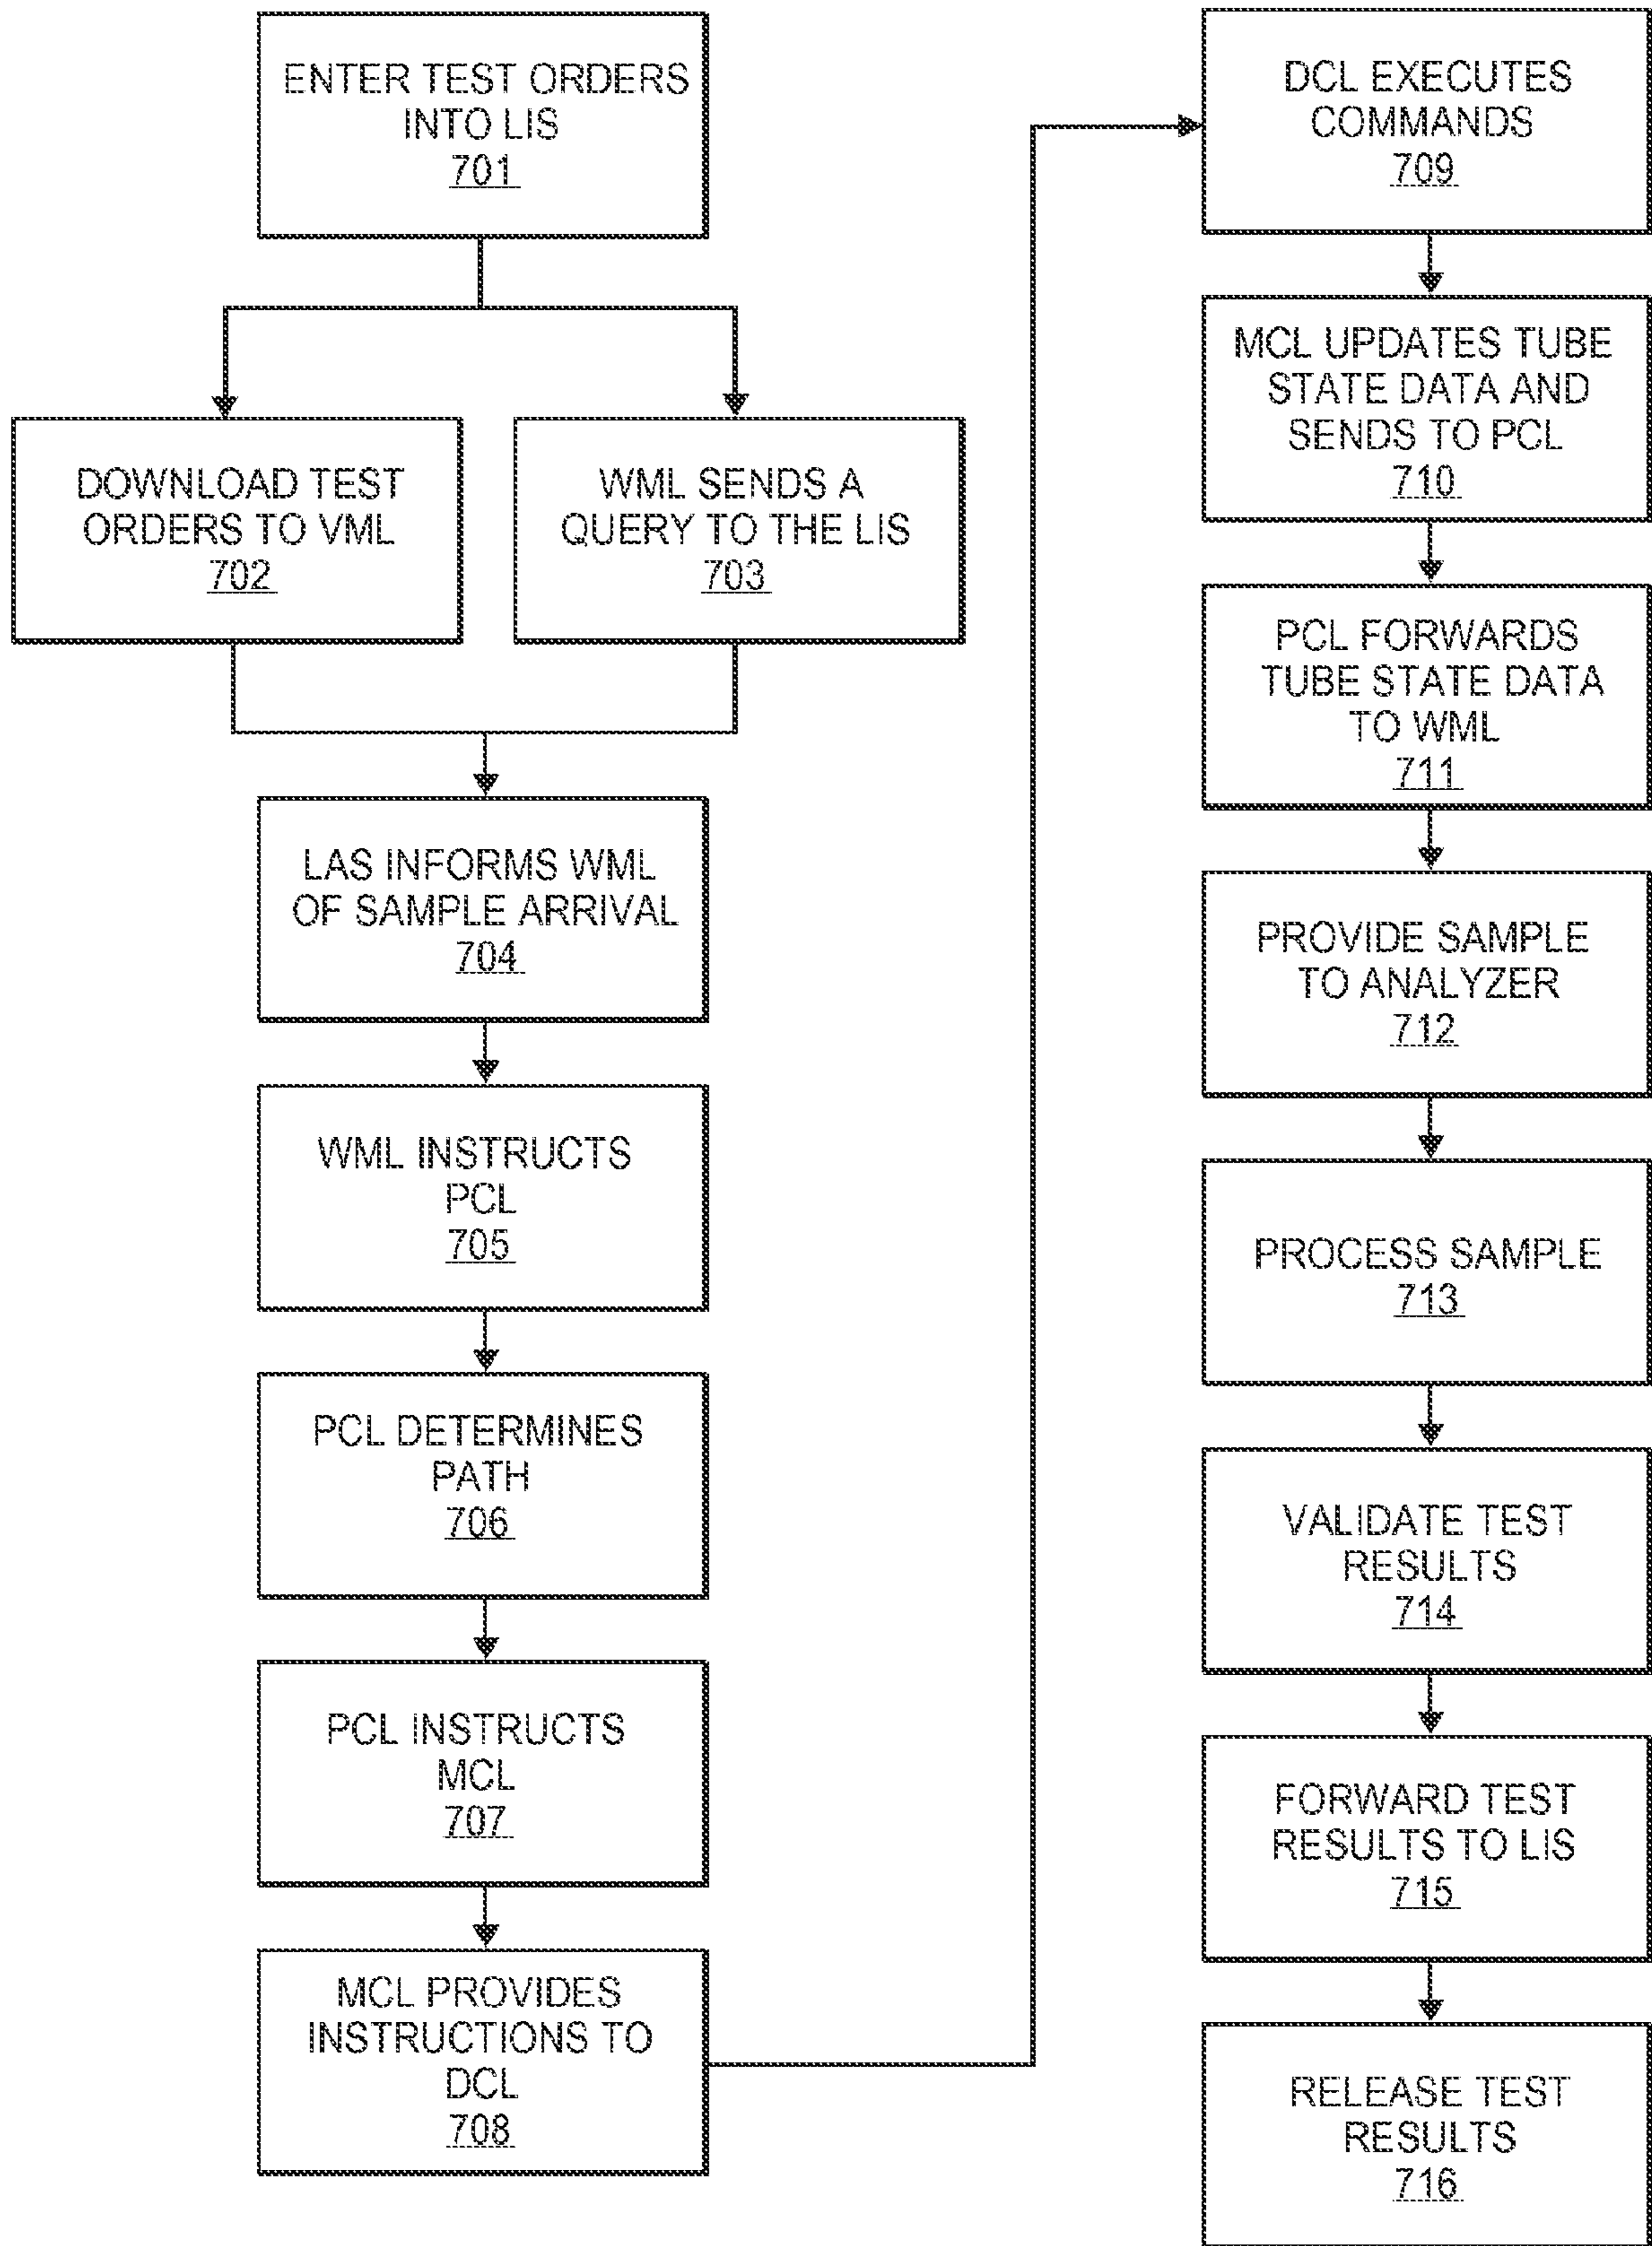 ENTER TEST ORDERS
INTO LIS
701
DOWNLOAD TEST
ORDERS TO VML
702
WML SENDS A
QUERY TO THE LIS
703
LAS INFORMS WML
OF SAMPLE ARRIVAL
704
WML INSTRUCTS
PCL
705
PCL DETERMINES
PATH
706
PCL INSTRUCTS
MCL
707
MCL PROVIDES
INSTRUCTIONS TO
DCL
708
DCL EXECUTES
COMMANDS
709
MCL UPDATES TUBE
STATE DATA AND
SENDS TO PCL
710
PCL FORWARDS
TUBE STATE DATA
TO WML
711
PROVIDE SAMPLE
TO ANALYZER
712
PROCESS SAMPLE
713
VALIDATE TEST
RESULTS
714
FORWARD TEST
RESULTS TO LIS
715
RELEASE TEST
RESULTS
716